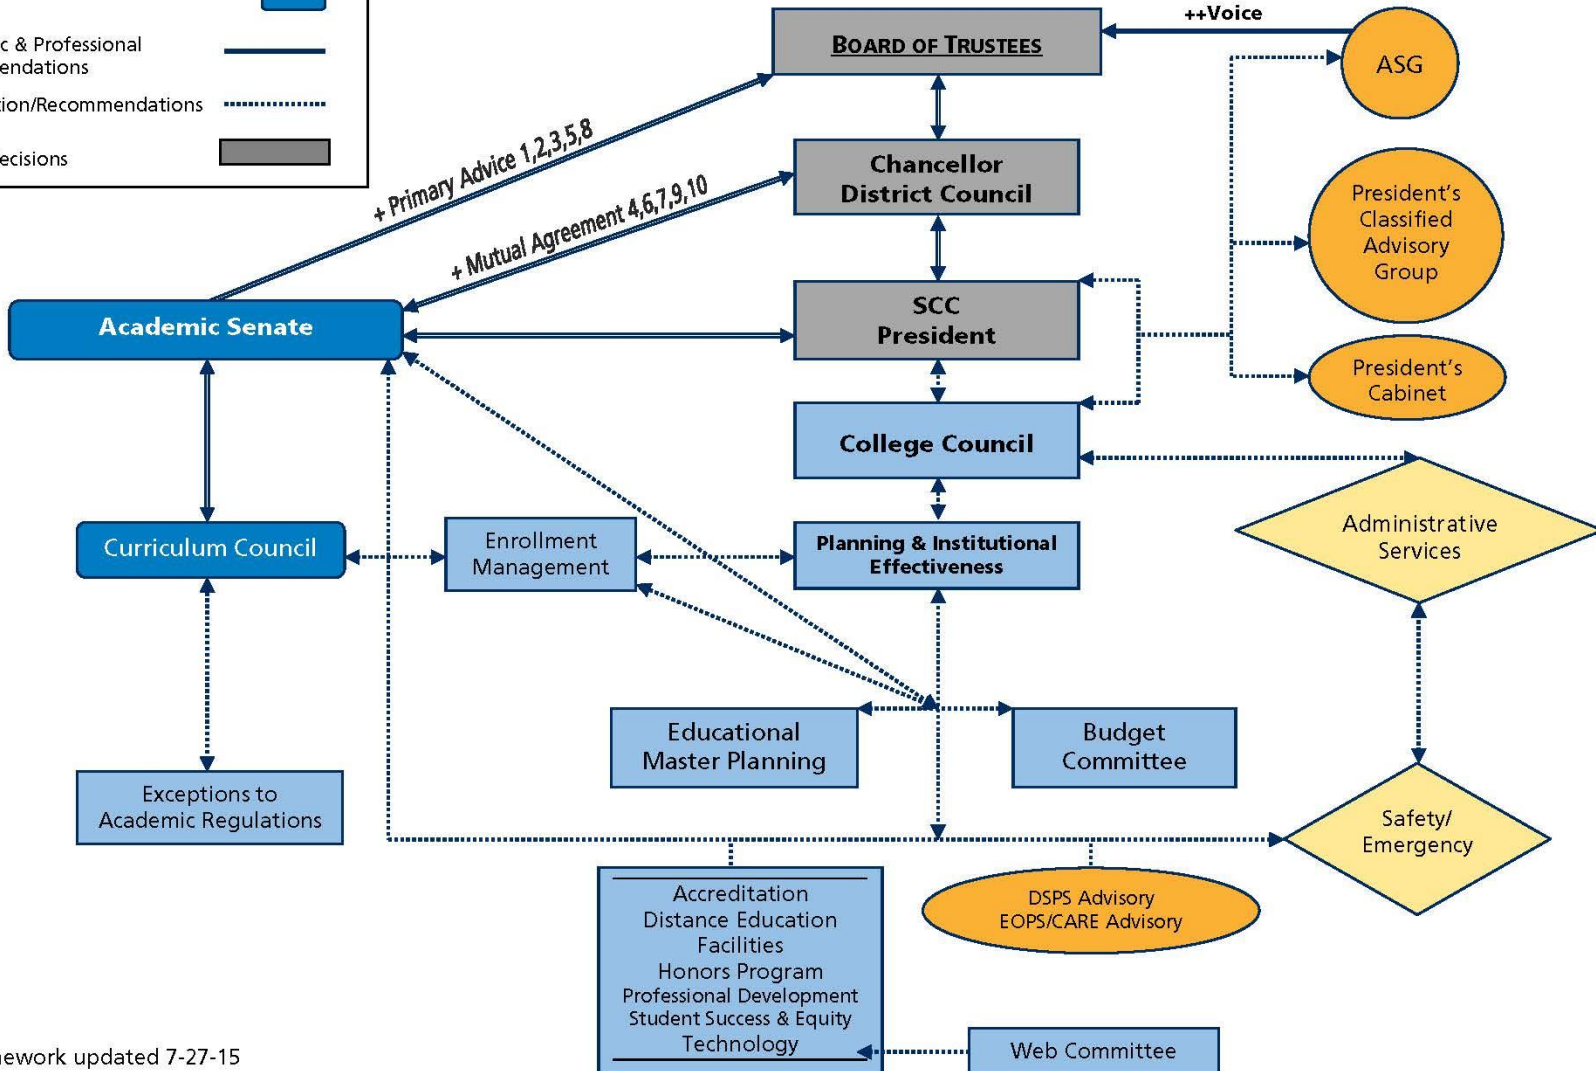 c & Professional
endations
tion/Recommendations
ecisions
++Voice
BOARD OF TRUSTEES
ASG
+ Primary Advice 1,2,3,5,8
Chancellor
District Council
+ Mutual Agreement 4,6,7,9,10
President's
Classified
Advisory
Group
SCC
President
Academic Senate
President's
Cabinet
College Council
Administrative
Services
Curriculum Council
Enrollment
Management
Planning & Institutional
Effectiveness
Educational
Master Planning
Budget
Committee
Exceptions to
Academic Regulations
Safety/
Emergency
Accreditation
Distance Education
Facilities
Honors Program
Professional Development
Student Success & Equity
Technology
DSPS Advisory
EOPS/CARE Advisory
Web Committee
ework updated 7-27-15